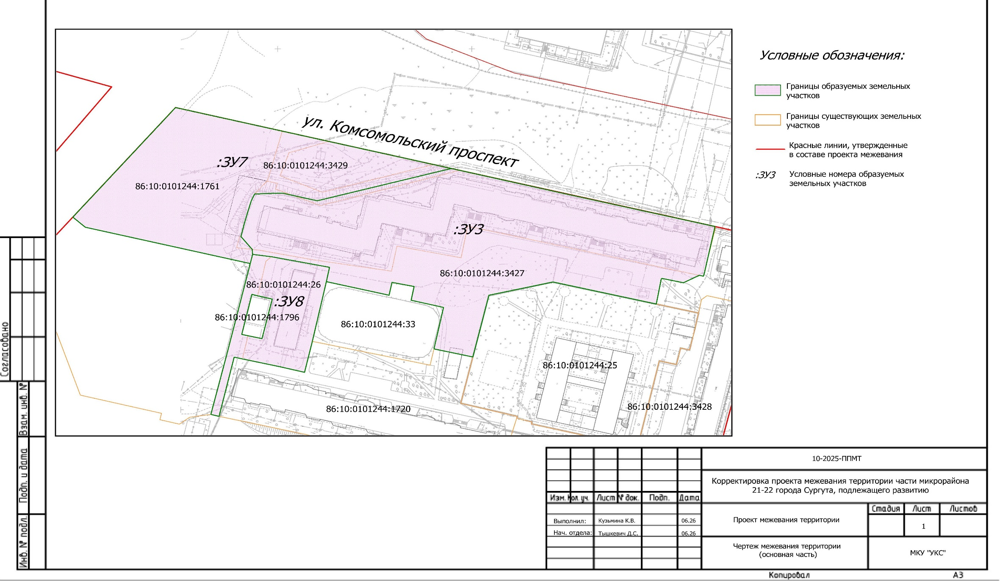 Условные обозначения:
Границы образуемых земельных
участков
Границы существующих земельных
участков
Красные линии, утвержденные
в составе проекта межевания
:ЗУ3
Условные номера образуемых
земельных участков
ул. Комсомольский проспект
:ЗУ7
86:10:0101244:3429
86:10:0101244:1761
:ЗУ3
86:10:0101244:3427
86:10:0101244:26
:ЗУ8
86:10:0101244:1796
86:10:0101244:33
86:10:0101244:25
86:10:0101244:1720
86:10:0101244:3428
Согласовано
Взам. инв. №
Подп. и дата
Инв. № подл.
10-2025-ППМТ
Корректировка проекта межевания территории части микрорайона
21-22 города Сургута, подлежащего развитию
Изм. Кол. уч. Лист № док. Подп. Дата
Стадия Лист Листов
Выполнил: Кузьмина К.В. 06.26
Проект межевания территории
1
Нач. отдела: Тышкевич Д.С. 06.26
Чертеж межевания территории
(основная часть)
МКУ "УКС"
Копировал А3